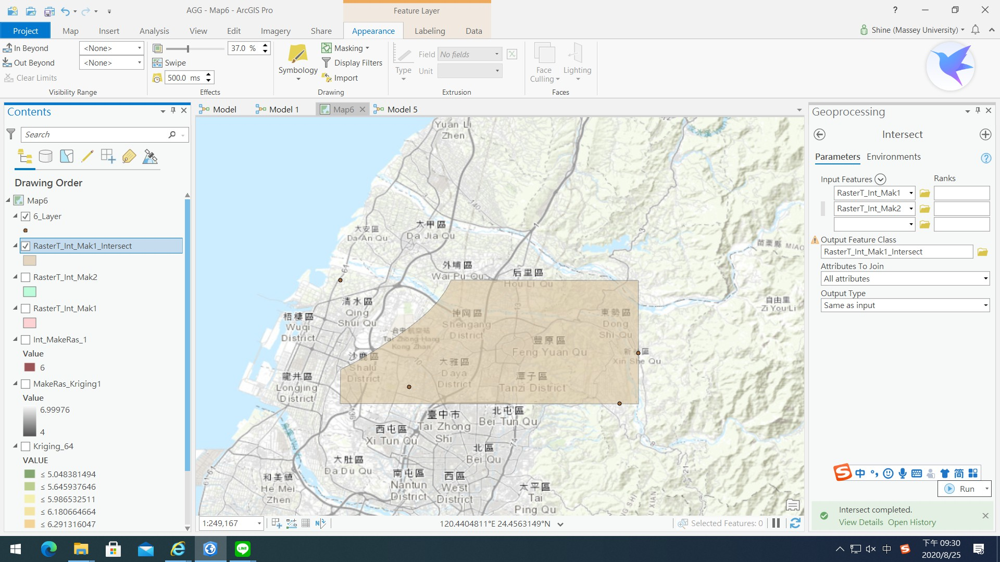 AGG - Map6 - ArcGIS Pro
Feature Layer
?
Project
Map
Insert
Analysis
View
Edit
Imagery
Share
Appearance
Labeling
Data
Shine (Massey University)
In Beyond
<None>
Out Beyond
<None>
Clear Limits
Visibility Range
37.0 %
Swipe
500.0 ms
Effects
Symbology
Masking
Display Filters
Import
Drawing
Type
Field
No fields
Unit
Extrusion
Face
Culling
Lighting
Faces
Contents
Search
Drawing Order
Map6
6_Layer
RasterT_Int_Mak1_Intersect
RasterT_Int_Mak2
RasterT_Int_Mak1
Int_MakeRas_1
Value
6
MakeRas_Kriging1
Value
6.99976
4
Kriging_64
VALUE
≤ 5.048381494
≤ 5.645937646
≤ 5.986532511
≤ 6.180664664
≤ 6.291316047
Model
Model 1
Map6
Model 5
Yuan Li
Zhen
140
1
3
3
大安區
Da An Qu
大甲區
Da Jia Qu
苗栗縣 MIAO
外埔區
Wai Pu Qu
后里區
Hou Li Qu
61
清水區
Qing
Shui Qu
自由里
Zi You Li
梧棲區
Wuqi
District
神岡區
Shengang
District
13
東勢區
Dong
Shi Qu
台中航空站
Tai Zhong Hang
Kong Zhan
豐原區
Feng Yuan Qu
新社區
Xin She Qu
沙鹿區
Shalu
District
10
大雅區
Daya
District
潭子區
Tanzi District
龍井區
Longjing
District
136
臺中市
Tai Zhong
Shi
北屯區
Bei Tun Qu
西屯區
Xi Tun Qu
74
8
北區
Bei Qu
大肚區
Da Du Qu
61
和美鎮
He Mei
Zhen
南屯區
Nantun
District
西區
West
District
太平區
Tai
Ping Qu
21
1:249,167
120.4404811°E 24.4563149°N
Selected Features: 0
Geoprocessing
Intersect
Parameters
Environments
Input Features
Ranks
RasterT_Int_Mak1
RasterT_Int_Mak2
Output Feature Class
RasterT_Int_Mak1_Intersect
Attributes To Join
All attributes
Output Type
Same as input
中
简
Run
Intersect completed.
View Details Open History
LINE
中
下午 09:30
2020/8/25